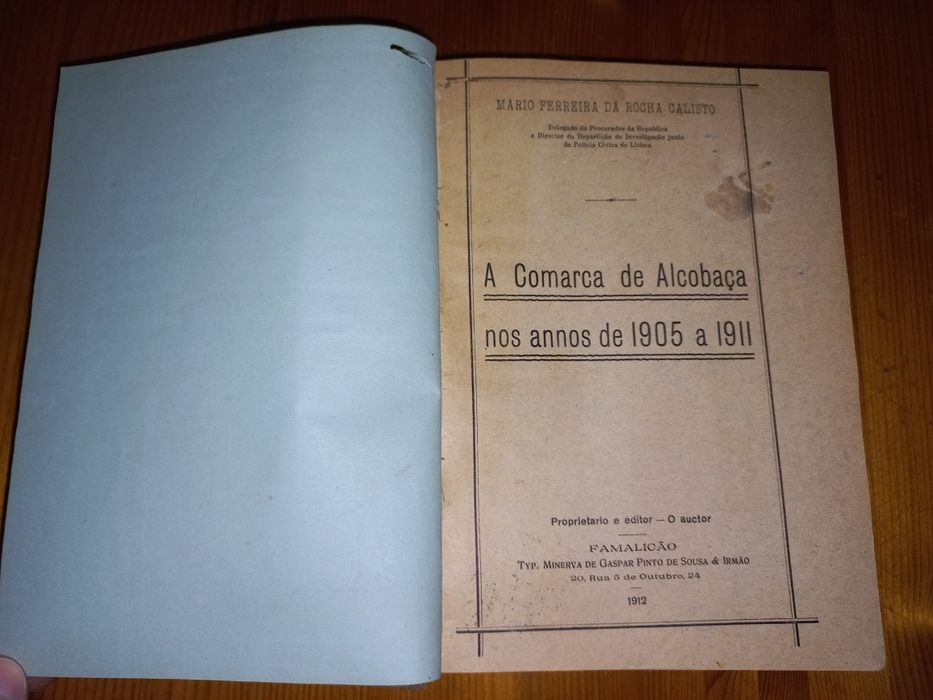 MARIO FERREIRA DA ROCHA CALISTO
Delegado do Procurador da Republica
e Director da Repartição de Investigação junto
da Policia Civica de Lisboa
A Comarca de Alcobaça
nos annos de 1905 a 1911
Proprietario e editor — O auctor
FAMALICÃO
TYP. MINERVA DE GASPAR PINTO DE SOUSA & IRMÃO
20, Rua 5 de Outubro, 24
1912